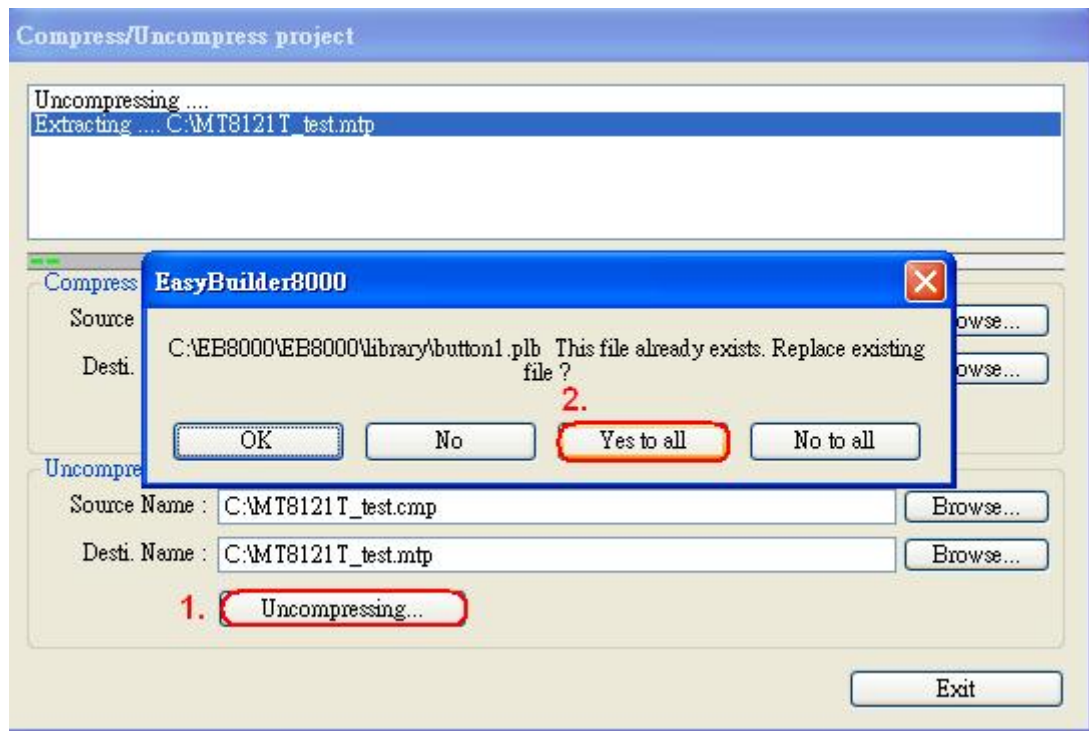 Compress/Uncompress project
Uncompressing ....
Extracting .... C:\MT8121T_test.mtp
Compress
EasyBuilder8000
Source
owse...
C:\EB8000\EB8000\library\button1.plb This file already exists. Replace existing
file ?
Desti.
owse...
2.
OK
No
Yes to all
No to all
Uncompre
Source Name :
C:\MT8121T_test.cmp
Browse...
Desti. Name :
C:\MT8121T_test.mtp
Browse...
1.
Uncompressing...
Exit